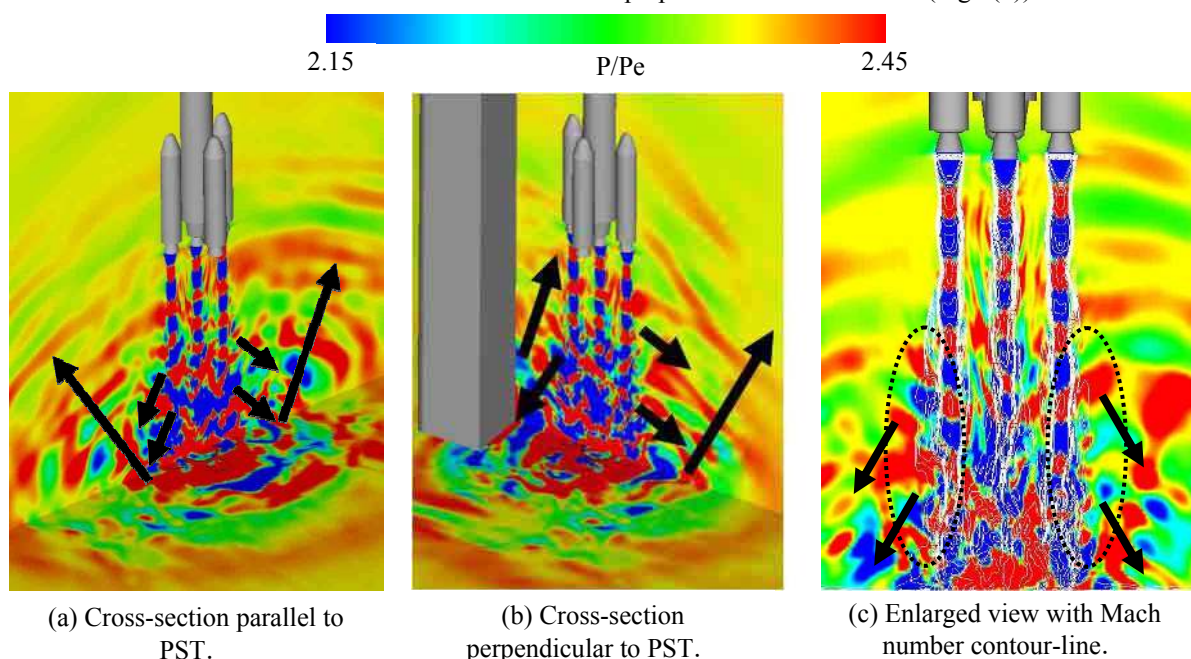 2.15 P/Pe 2.45
(a) Cross-section parallel to
PST.
(b) Cross-section
perpendicular to PST.
(c) Enlarged view with Mach
number contour-line.